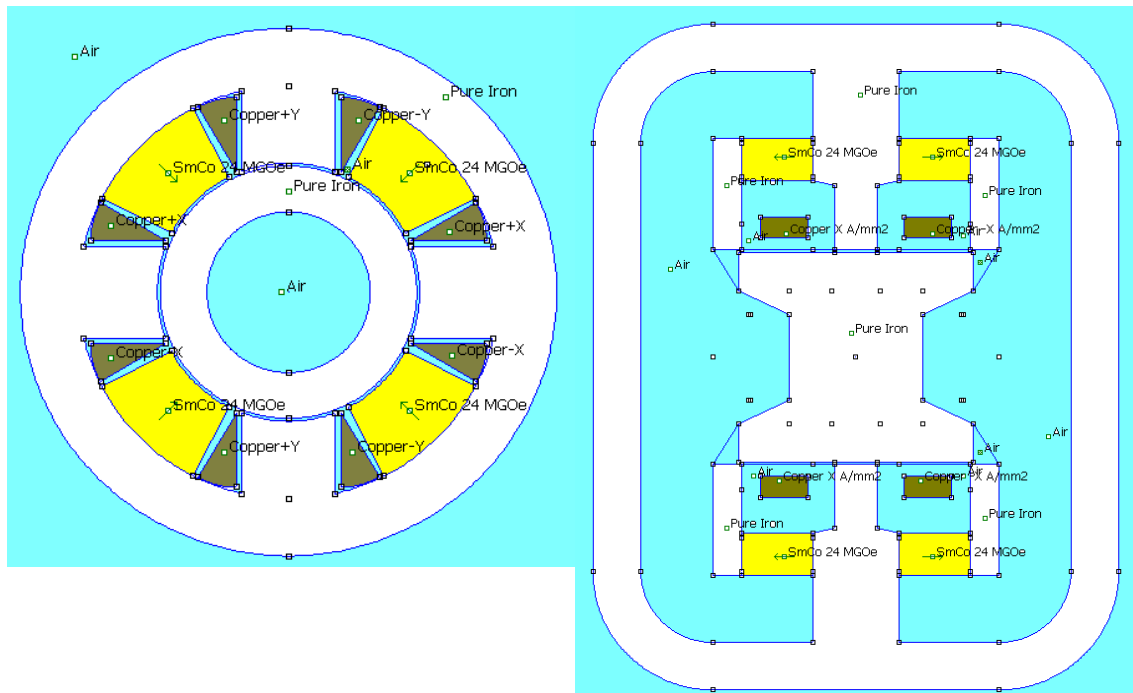 Air
Pure Iron
Copper+Y
Copper-Y
SmCo 24 MGOe
Air
SmCo 24 MGOe
Pure Iron
Copper+X
Copper+X
Air
Copper-X
Copper-X
SmCo 24 MGOe
SmCo 24 MGOe
Copper+Y
Copper-Y
Pure Iron
SmCo 24 MGOe
SmCo 24 MGOe
Pure Iron
Pure Iron
Copper X A/mm2
Copper-X A/mm2
Air
Air
Air
Air
Pure Iron
Air
Air
Air
Copper X A/mm2
Copper -X A/mm2
Pure Iron
Pure Iron
SmCo 24 MGOe
SmCo 24 MGOe